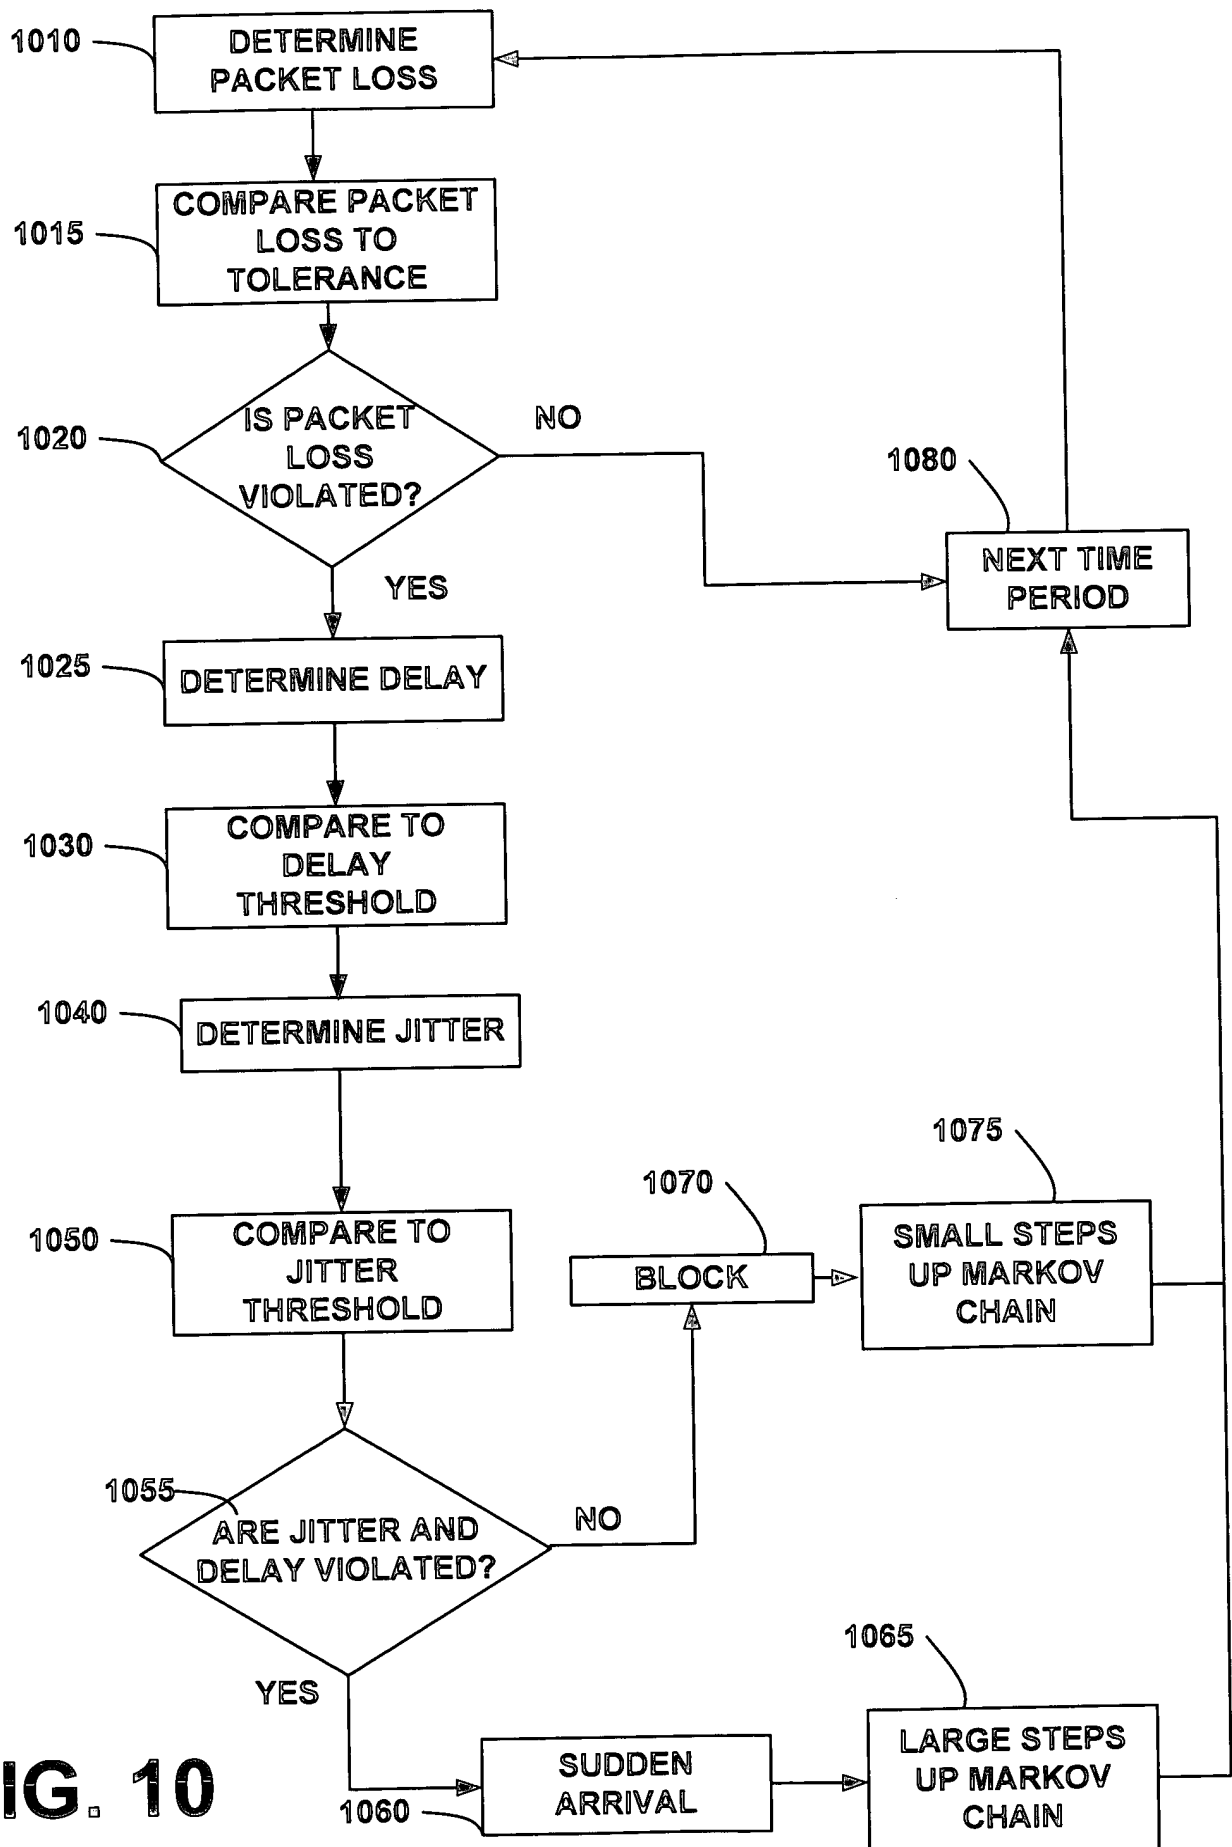 1010
DETERMINE
PACKET LOSS
1015
COMPARE PACKET
LOSS TO
TOLERANCE
1020
IS PACKET
LOSS
VIOLATED?
NO
YES
1080
NEXT TIME
PERIOD
1025
DETERMINE DELAY
1030
COMPARE TO
DELAY
THRESHOLD
1040
DETERMINE JITTER
1050
COMPARE TO
JITTER
THRESHOLD
1070
BLOCK
1075
SMALL STEPS
UP MARKOV
CHAIN
1055
ARE JITTER AND
DELAY VIOLATED?
NO
YES
1060
SUDDEN
ARRIVAL
1065
LARGE STEPS
UP MARKOV
CHAIN
IG. 10